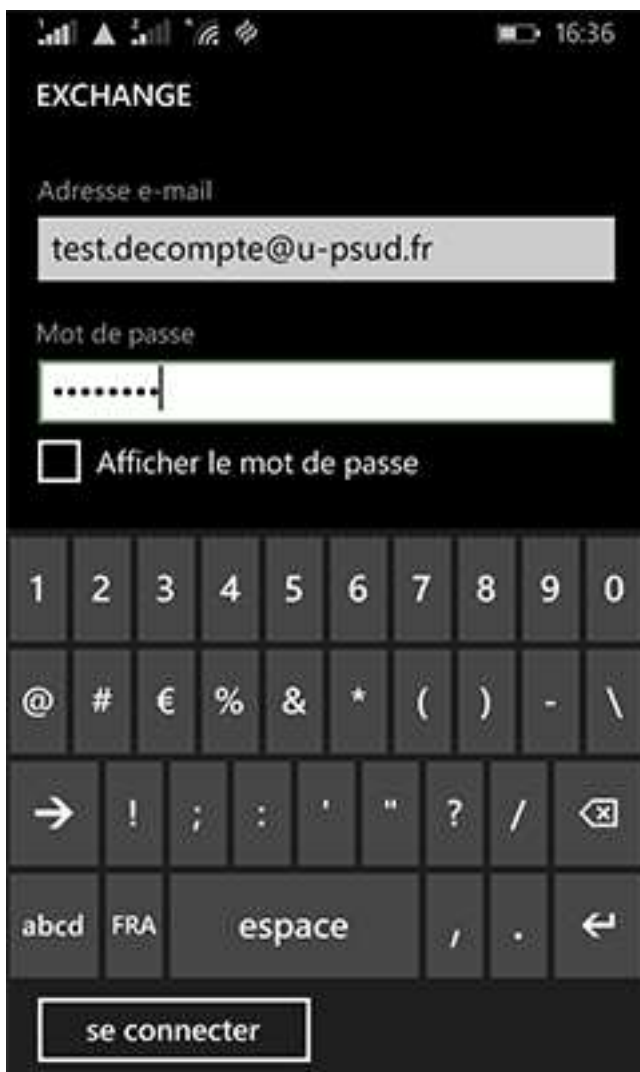 16:36
EXCHANGE
Adresse e-mail
test.decompte@u-psud.fr
Mot de passe
••••••••
Afficher le mot de passe
1 2 3 4 5 6 7 8 9 0
@ # € % & * ( ) - \
→ ! ; : ' " ? /
abcd FRA espace , .
se connecter